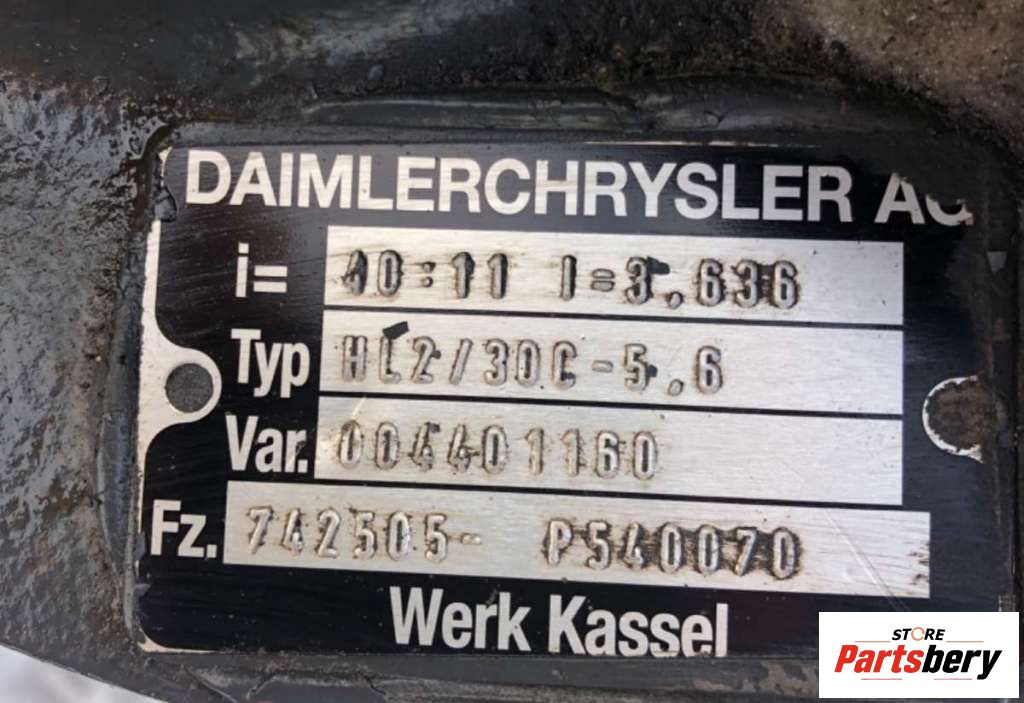 DAIMLERCHRYSLER AG
i= 40:11 I=3,636
Typ HL2/30C-5,6
Var. 004401160
Fz. 742505- P540070
Werk Kassel
STORE
Partsbery